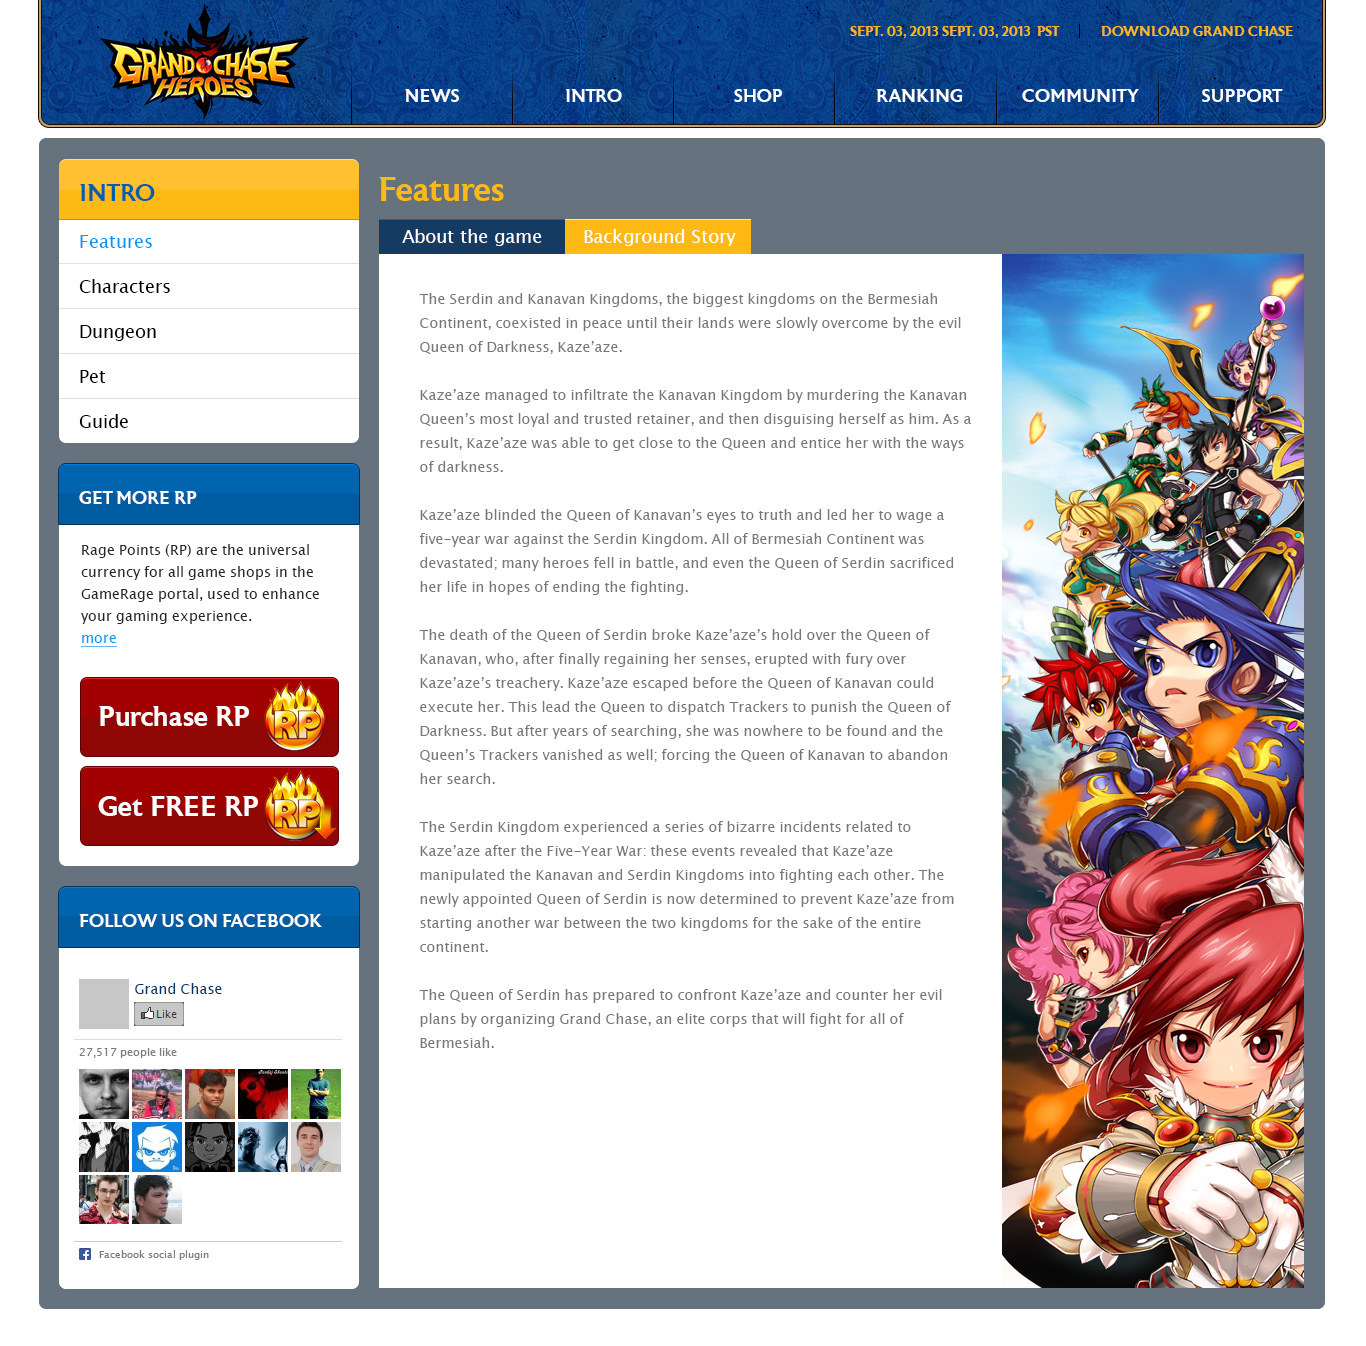 GRAND CHASE
HEROES
SEPT. 03, 2013 SEPT. 03, 2013 PST
DOWNLOAD GRAND CHASE
NEWS
INTRO
SHOP
RANKING
COMMUNITY
SUPPORT
INTRO
Features
Characters
Dungeon
Pet
Guide
GET MORE RP
Rage Points (RP) are the universal
currency for all game shops in the
GameRage portal, used to enhance
your gaming experience.
more
Purchase RP
RP
Get FREE RP
RP
FOLLOW US ON FACEBOOK
Grand Chase
Like
27,517 people like
Facebook social plugin
Features
About the game
Background Story
The Serdin and Kanavan Kingdoms, the biggest kingdoms on the Bermesiah
Continent, coexisted in peace until their lands were slowly overcome by the evil
Queen of Darkness, Kaze’aze.
Kaze’aze managed to infiltrate the Kanavan Kingdom by murdering the Kanavan
Queen’s most loyal and trusted retainer, and then disguising herself as him. As a
result, Kaze’aze was able to get close to the Queen and entice her with the ways
of darkness.
Kaze’aze blinded the Queen of Kanavan’s eyes to truth and led her to wage a
five-year war against the Serdin Kingdom. All of Bermesiah Continent was
devastated; many heroes fell in battle, and even the Queen of Serdin sacrificed
her life in hopes of ending the fighting.
The death of the Queen of Serdin broke Kaze’aze’s hold over the Queen of
Kanavan, who, after finally regaining her senses, erupted with fury over
Kaze’aze’s treachery. Kaze’aze escaped before the Queen of Kanavan could
execute her. This lead the Queen to dispatch Trackers to punish the Queen of
Darkness. But after years of searching, she was nowhere to be found and the
Queen’s Trackers vanished as well; forcing the Queen of Kanavan to abandon
her search.
The Serdin Kingdom experienced a series of bizarre incidents related to
Kaze’aze after the Five-Year War: these events revealed that Kaze’aze
manipulated the Kanavan and Serdin Kingdoms into fighting each other. The
newly appointed Queen of Serdin is now determined to prevent Kaze’aze from
starting another war between the two kingdoms for the sake of the entire
continent.
The Queen of Serdin has prepared to confront Kaze’aze and counter her evil
plans by organizing Grand Chase, an elite corps that will fight for all of
Bermesiah.